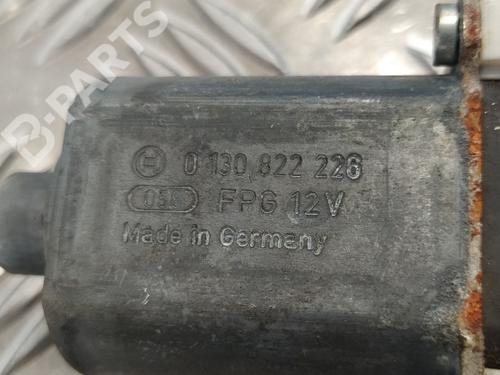 B-PARTS
0 130 822 226
FPG 12V
Made in Germany